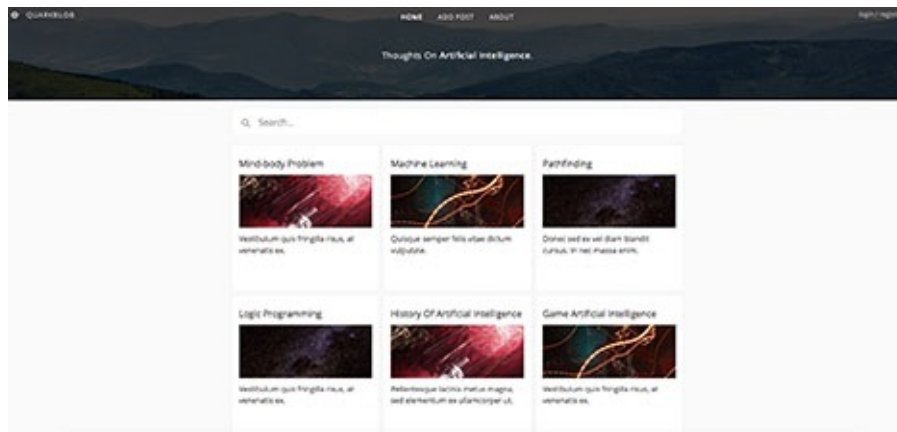 QUARKBLOG
HOME ADD POST ABOUT
login / regist
Thoughts On Artificial Intelligence.
Search...
Mind-body Problem
Vestibulum quis fringilla risus, at
venenatis ex.
Machine Learning
Quisque semper felis vitae dictum
vulputate.
Pathfinding
Donec sed ex vel diam blandit
cursus. In nec massa enim.
Logic Programming
Vestibulum quis fringilla risus, at
venenatis ex.
History Of Artificial Intelligence
Pellentesque lacinia metus magna,
sed elementum ex ullamcorper ut.
Game Artificial Intelligence
Vestibulum quis fringilla risus, at
venenatis ex.